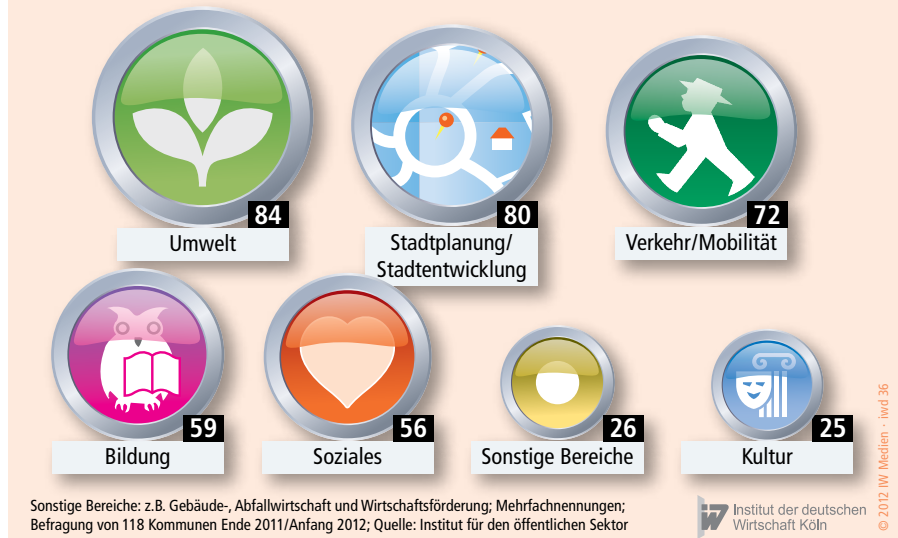 84
Umwelt
80
Stadtplanung/
Stadtentwicklung
72
Verkehr/Mobilität
59
Bildung
56
Soziales
26
Sonstige Bereiche
25
Kultur
Sonstige Bereiche: z.B. Gebäude-, Abfallwirtschaft und Wirtschaftsförderung; Mehrfachnennungen;
Befragung von 118 Kommunen Ende 2011/Anfang 2012; Quelle: Institut für den öffentlichen Sektor
iw Institut der deutschen
Wirtschaft Köln
© 2012 IW Medien · iwd 36